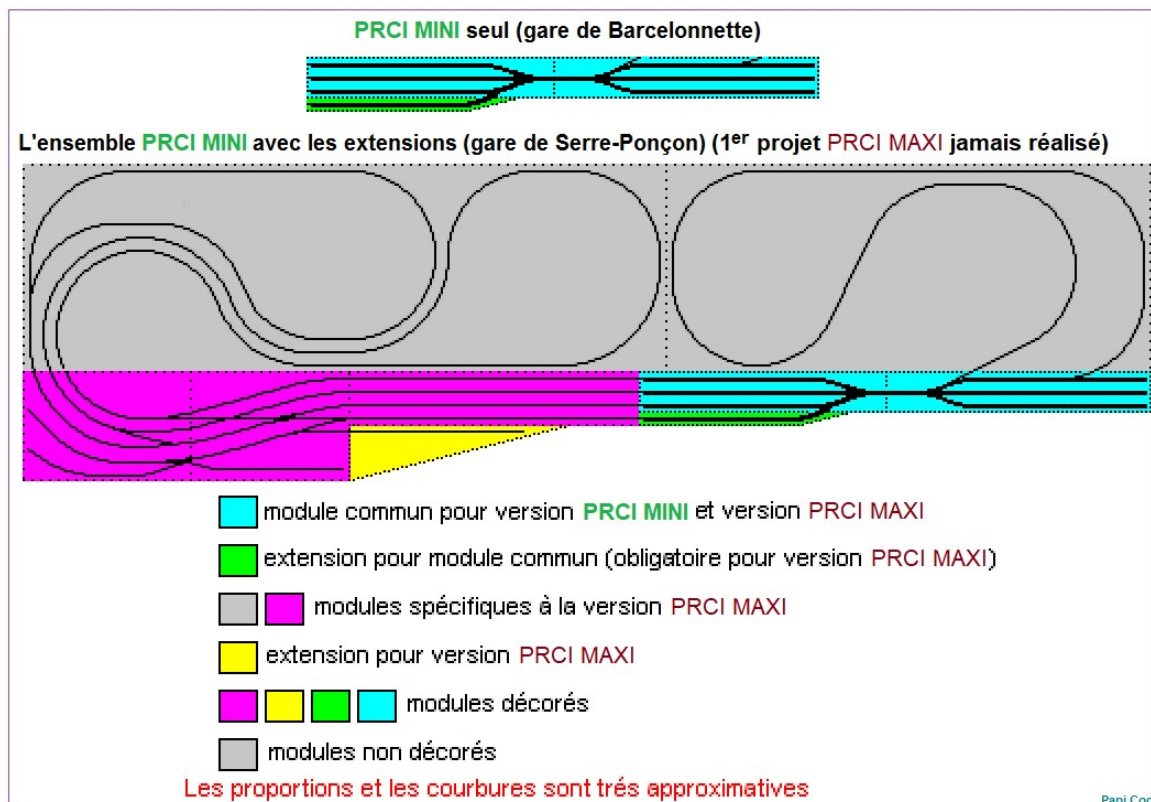 PRCI MINI seul (gare de Barcelonnette)
L'ensemble PRCI MINI avec les extensions (gare de Serre-Ponçon) (1er projet PRCI MAXI jamais réalisé)
module commun pour version PRCI MINI et version PRCI MAXI
extension pour module commun (obligatoire pour version PRCI MAXI)
modules spécifiques à la version PRCI MAXI
extension pour version PRCI MAXI
modules décorés
modules non décorés
Les proportions et les courbures sont trés approximatives
Papi